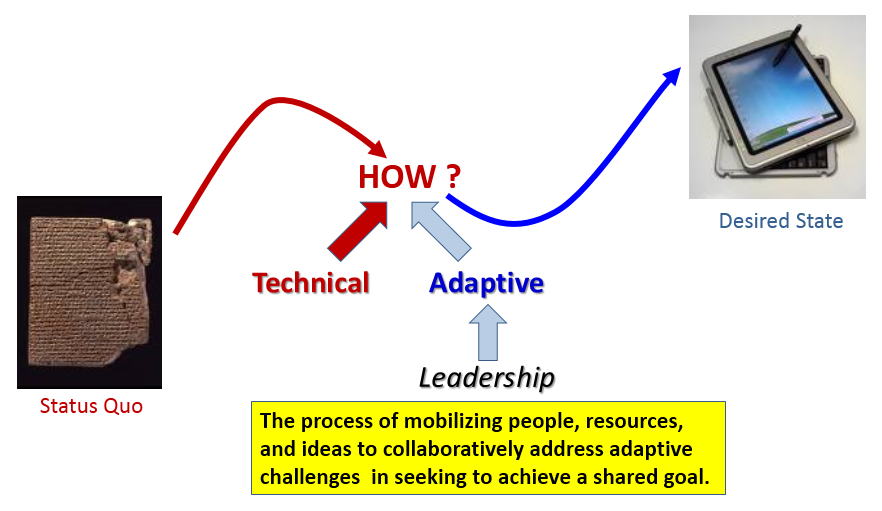 HOW ?
Desired State
Technical
Adaptive
Leadership
Status Quo
The process of mobilizing people, resources,
and ideas to collaboratively address adaptive
challenges  in seeking to achieve a shared goal.